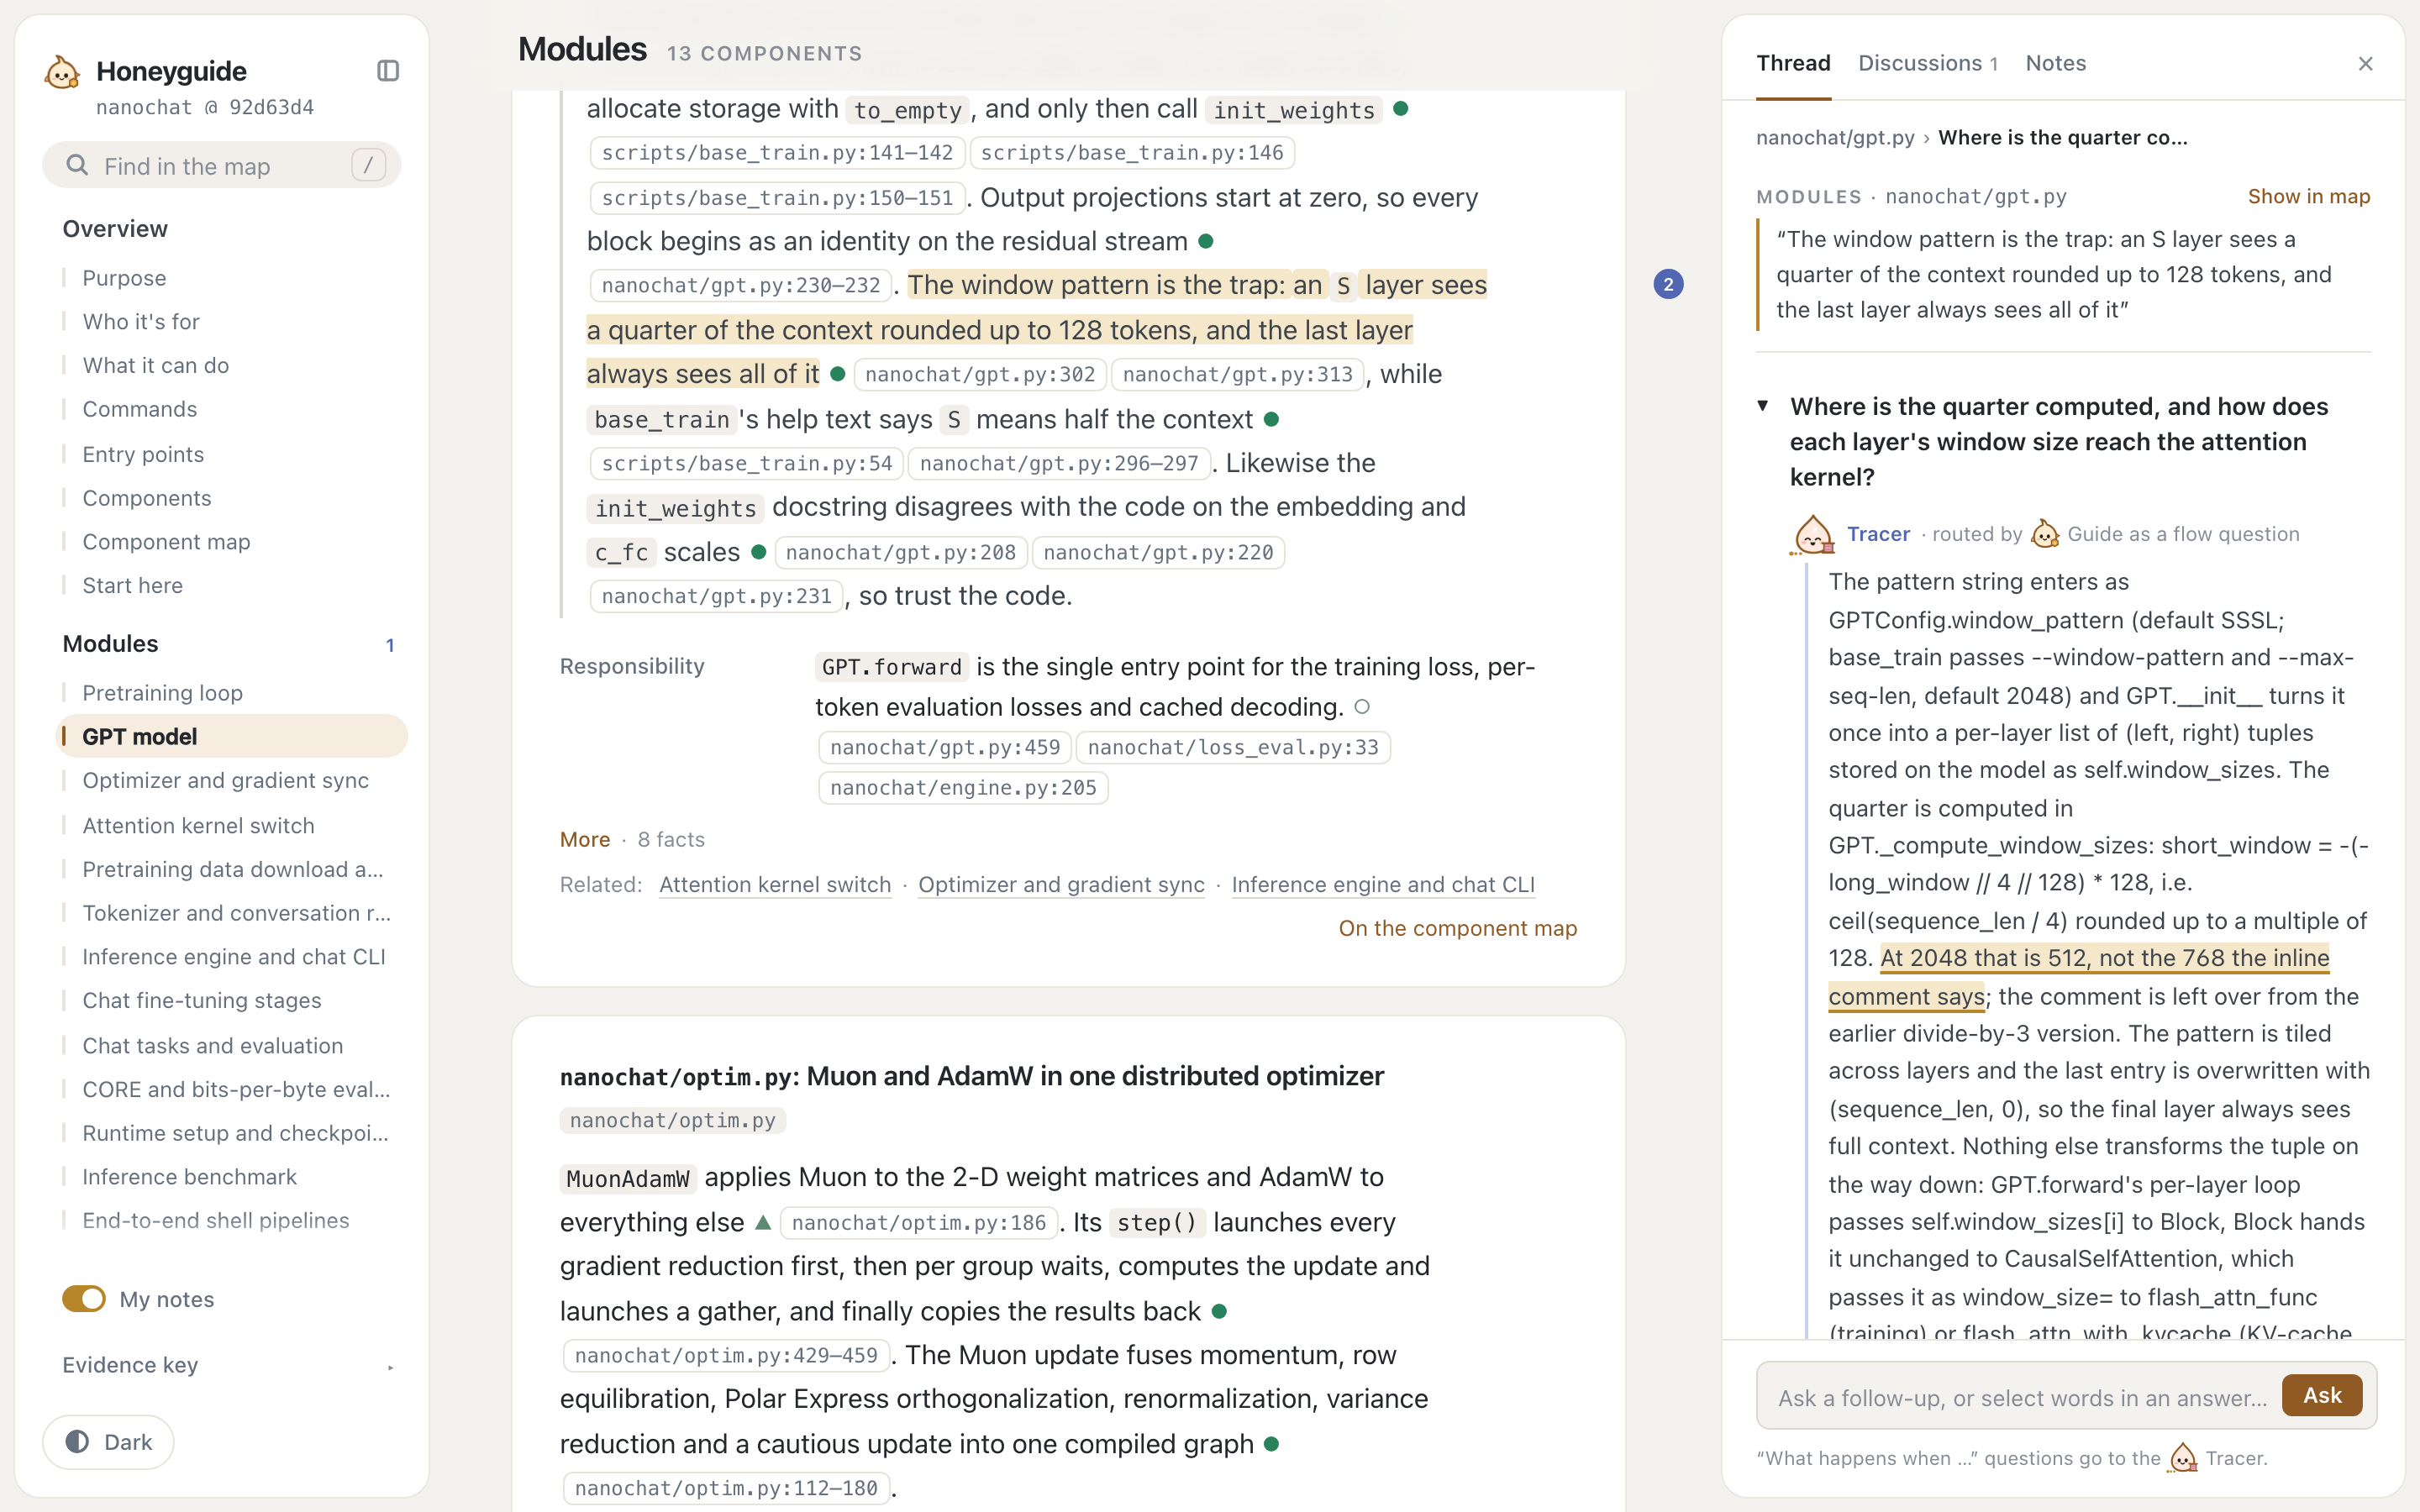 Honeyguide
nanochat @ 92d63d4
Find in the map
/
Overview
Purpose
Who it's for
What it can do
Commands
Entry points
Components
Component map
Start here
Modules 1
Pretraining loop
GPT model
Optimizer and gradient sync
Attention kernel switch
Pretraining data download a...
Tokenizer and conversation r...
Inference engine and chat CLI
Chat fine-tuning stages
Chat tasks and evaluation
CORE and bits-per-byte eval...
Runtime setup and checkpoi...
Inference benchmark
End-to-end shell pipelines
My notes
Evidence key
Dark
Modules 13 COMPONENTS
allocate storage with to_empty, and only then call init_weights
scripts/base_train.py:141–142 scripts/base_train.py:146
scripts/base_train.py:150–151. Output projections start at zero, so every
block begins as an identity on the residual stream
nanochat/gpt.py:230–232. The window pattern is the trap: an S layer sees
a quarter of the context rounded up to 128 tokens, and the last layer
always sees all of it nanochat/gpt.py:302 nanochat/gpt.py:313, while
base_train's help text says S means half the context
scripts/base_train.py:54 nanochat/gpt.py:296–297. Likewise the
init_weights docstring disagrees with the code on the embedding and
c_fc scales nanochat/gpt.py:208 nanochat/gpt.py:220
nanochat/gpt.py:231, so trust the code.
Responsibility
GPT.forward is the single entry point for the training loss, per-
token evaluation losses and cached decoding.
nanochat/gpt.py:459 nanochat/loss_eval.py:33
nanochat/engine.py:205
More · 8 facts
Related: Attention kernel switch · Optimizer and gradient sync · Inference engine and chat CLI
On the component map
2
nanochat/optim.py: Muon and AdamW in one distributed optimizer
nanochat/optim.py
MuonAdamW applies Muon to the 2-D weight matrices and AdamW to
everything else nanochat/optim.py:186. Its step() launches every
gradient reduction first, then per group waits, computes the update and
launches a gather, and finally copies the results back
nanochat/optim.py:429–459. The Muon update fuses momentum, row
equilibration, Polar Express orthogonalization, renormalization, variance
reduction and a cautious update into one compiled graph
nanochat/optim.py:112–180.
Thread Discussions 1 Notes ×
nanochat/gpt.py › Where is the quarter co...
MODULES · nanochat/gpt.py Show in map
“The window pattern is the trap: an S layer sees a
quarter of the context rounded up to 128 tokens, and
the last layer always sees all of it”
Where is the quarter computed, and how does
each layer's window size reach the attention
kernel?
Tracer · routed by Guide as a flow question
The pattern string enters as
GPTConfig.window_pattern (default SSSL;
base_train passes --window-pattern and --max-
seq-len, default 2048) and GPT.__init__ turns it
once into a per-layer list of (left, right) tuples
stored on the model as self.window_sizes. The
quarter is computed in
GPT._compute_window_sizes: short_window = -(-
long_window // 4 // 128) * 128, i.e.
ceil(sequence_len / 4) rounded up to a multiple of
128. At 2048 that is 512, not the 768 the inline
comment says; the comment is left over from the
earlier divide-by-3 version. The pattern is tiled
across layers and the last entry is overwritten with
(sequence_len, 0), so the final layer always sees
full context. Nothing else transforms the tuple on
the way down: GPT.forward's per-layer loop
passes self.window_sizes[i] to Block, Block hands
it unchanged to CausalSelfAttention, which
passes it as window_size= to flash_attn_func
(training) or flash_attn_with_kvcache (KV-cache
Ask a follow-up, or select words in an answer...
Ask
“What happens when ...” questions go to the Tracer.